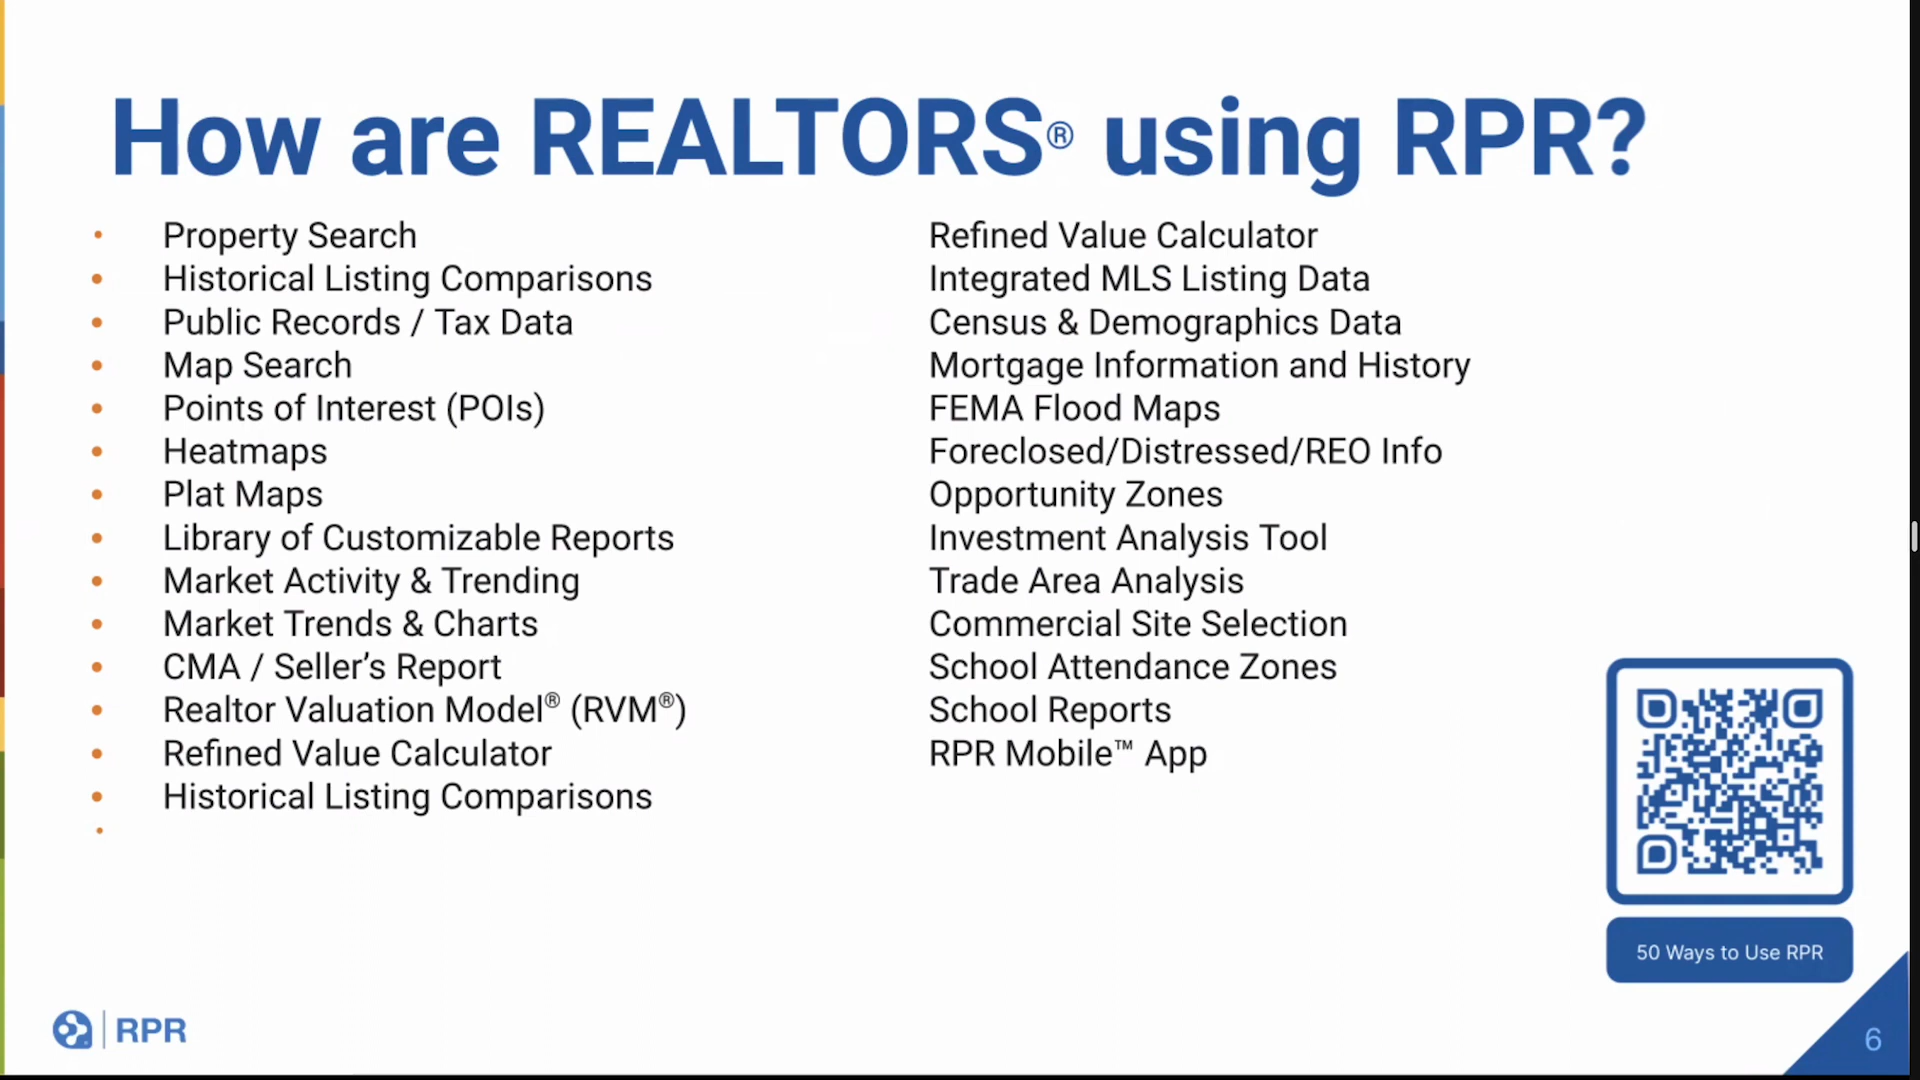 How are REALTORS® using RPR?
• Property Search
• Historical Listing Comparisons
• Public Records / Tax Data
• Map Search
• Points of Interest (POIs)
• Heatmaps
• Plat Maps
• Library of Customizable Reports
• Market Activity & Trending
• Market Trends & Charts
• CMA / Seller’s Report
• Realtor Valuation Model® (RVM®)
• Refined Value Calculator
• Historical Listing Comparisons
•
Refined Value Calculator
Integrated MLS Listing Data
Census & Demographics Data
Mortgage Information and History
FEMA Flood Maps
Foreclosed/Distressed/REO Info
Opportunity Zones
Investment Analysis Tool
Trade Area Analysis
Commercial Site Selection
School Attendance Zones
School Reports
RPR Mobile™ App
50 Ways to Use RPR
RPR
6